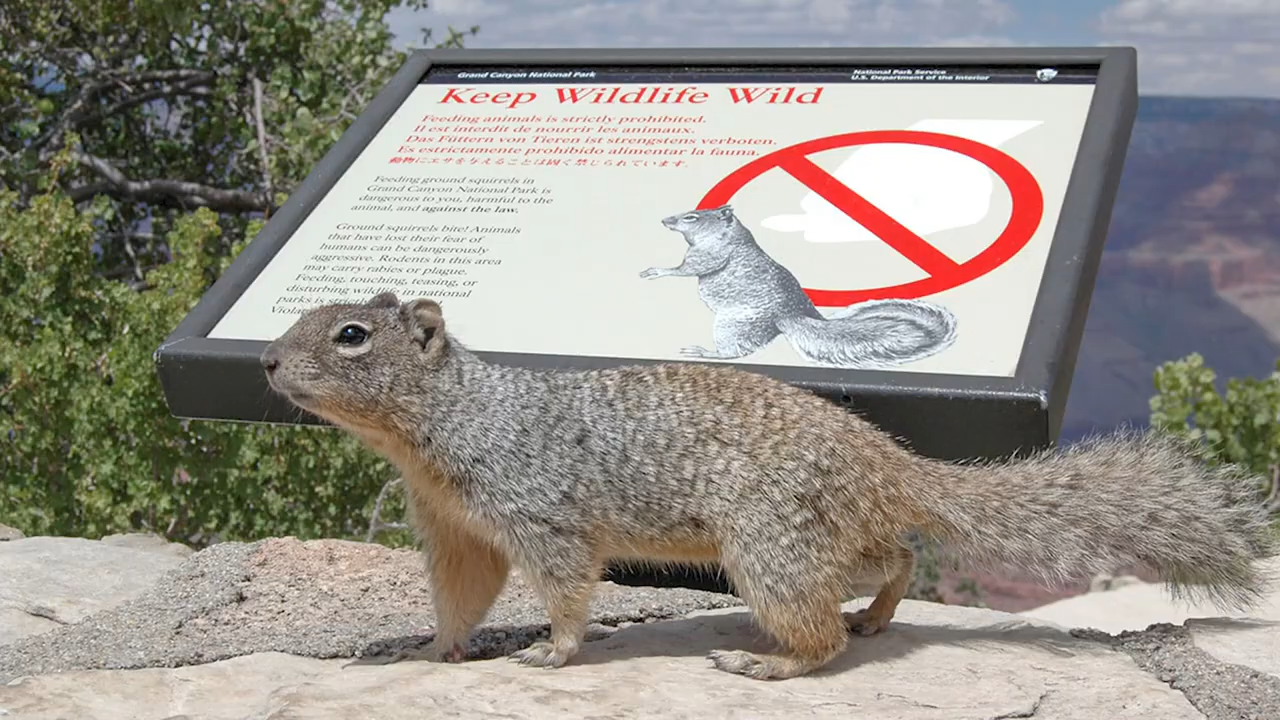 Grand Canyon National Park
National Park Service
U.S. Department of the Interior
Keep Wildlife Wild
Feeding animals is strictly prohibited.
Il est interdit de nourrir les animaux.
Das Füttern von Tieren ist strengstens verboten.
Es estrictamente prohibido alimentar la fauna.
動物にエサを与えることは固く禁じられています。
Feeding ground squirrels in
Grand Canyon National Park is
dangerous to you, harmful to the
animal, and against the law.
Ground squirrels bite! Animals
that have lost their fear of
humans can be dangerously
aggressive. Rodents in this area
may carry rabies or plague.
Feeding, touching, teasing, or
disturbing wildlife in national
parks is